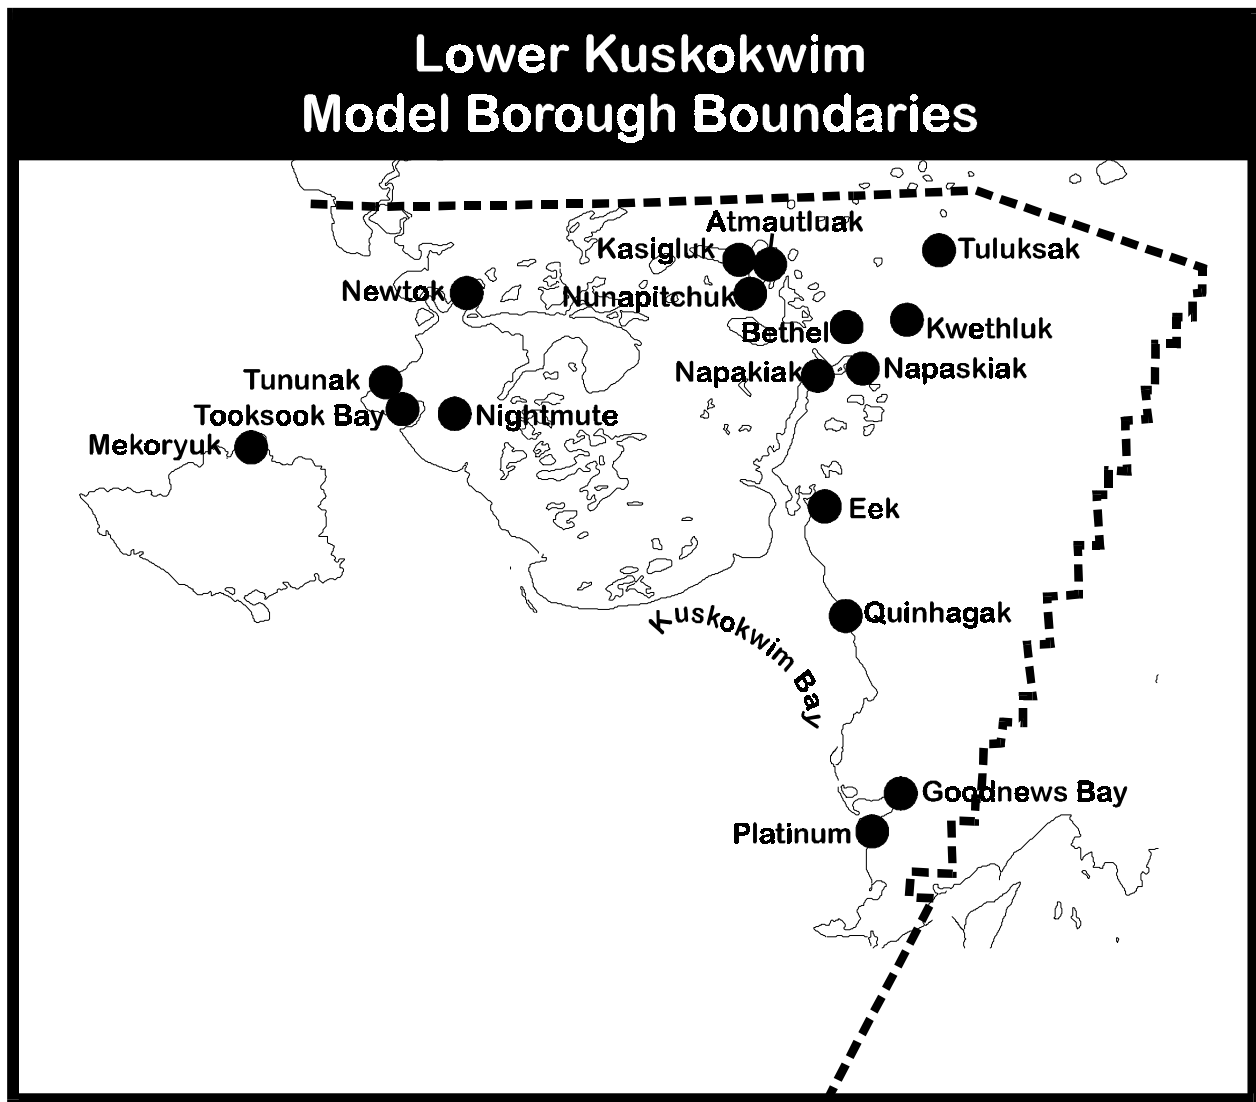 Lower Kuskokwim
Model Borough Boundaries
Atmautluak
Kasigluk
Tuluksak
Newtok
Nunapitchuk
Bethel
Kwethluk
Napakiak
Napaskiak
Tununak
Tooksook Bay
Nightmute
Mekoryuk
Eek
Quinhagak
Kuskokwim Bay
Goodnews Bay
Platinum